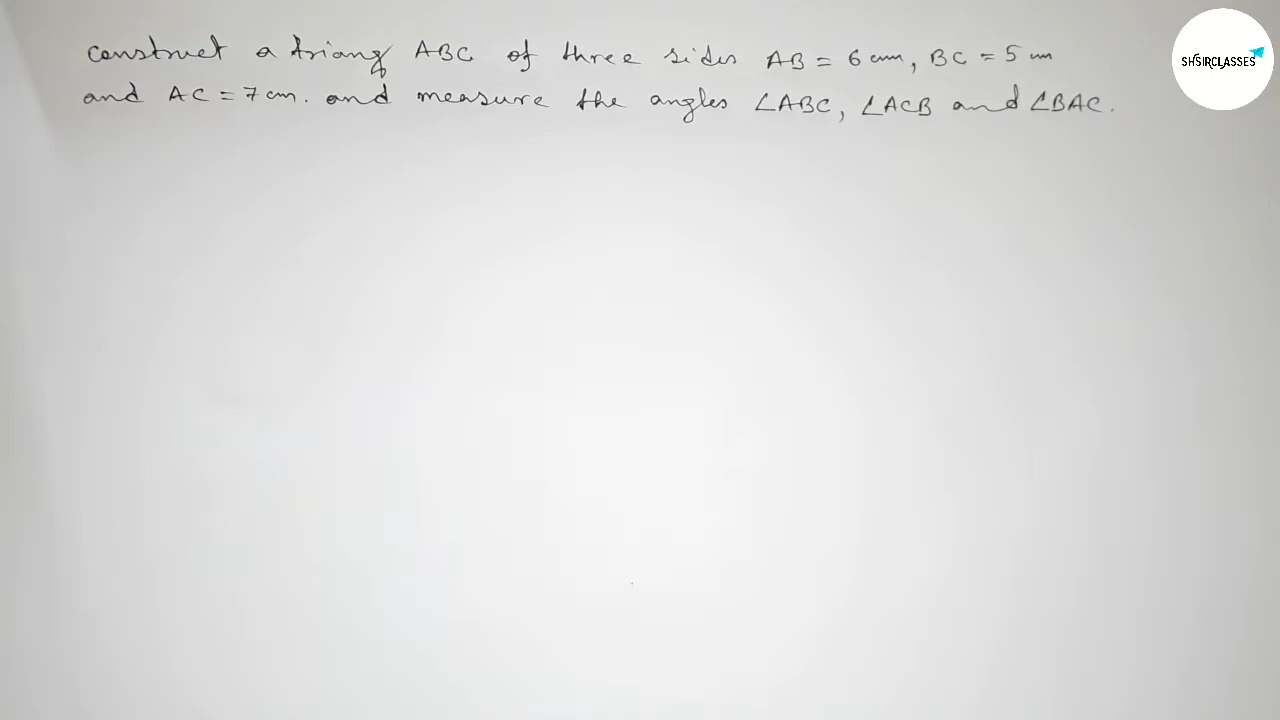 construct a triang ABC of three sides AB = 6 cm, BC = 5 cm
and AC = 7 cm. and measure the angles ∠ABC, ∠ACB and ∠BAC.
SHSIRCLASSES